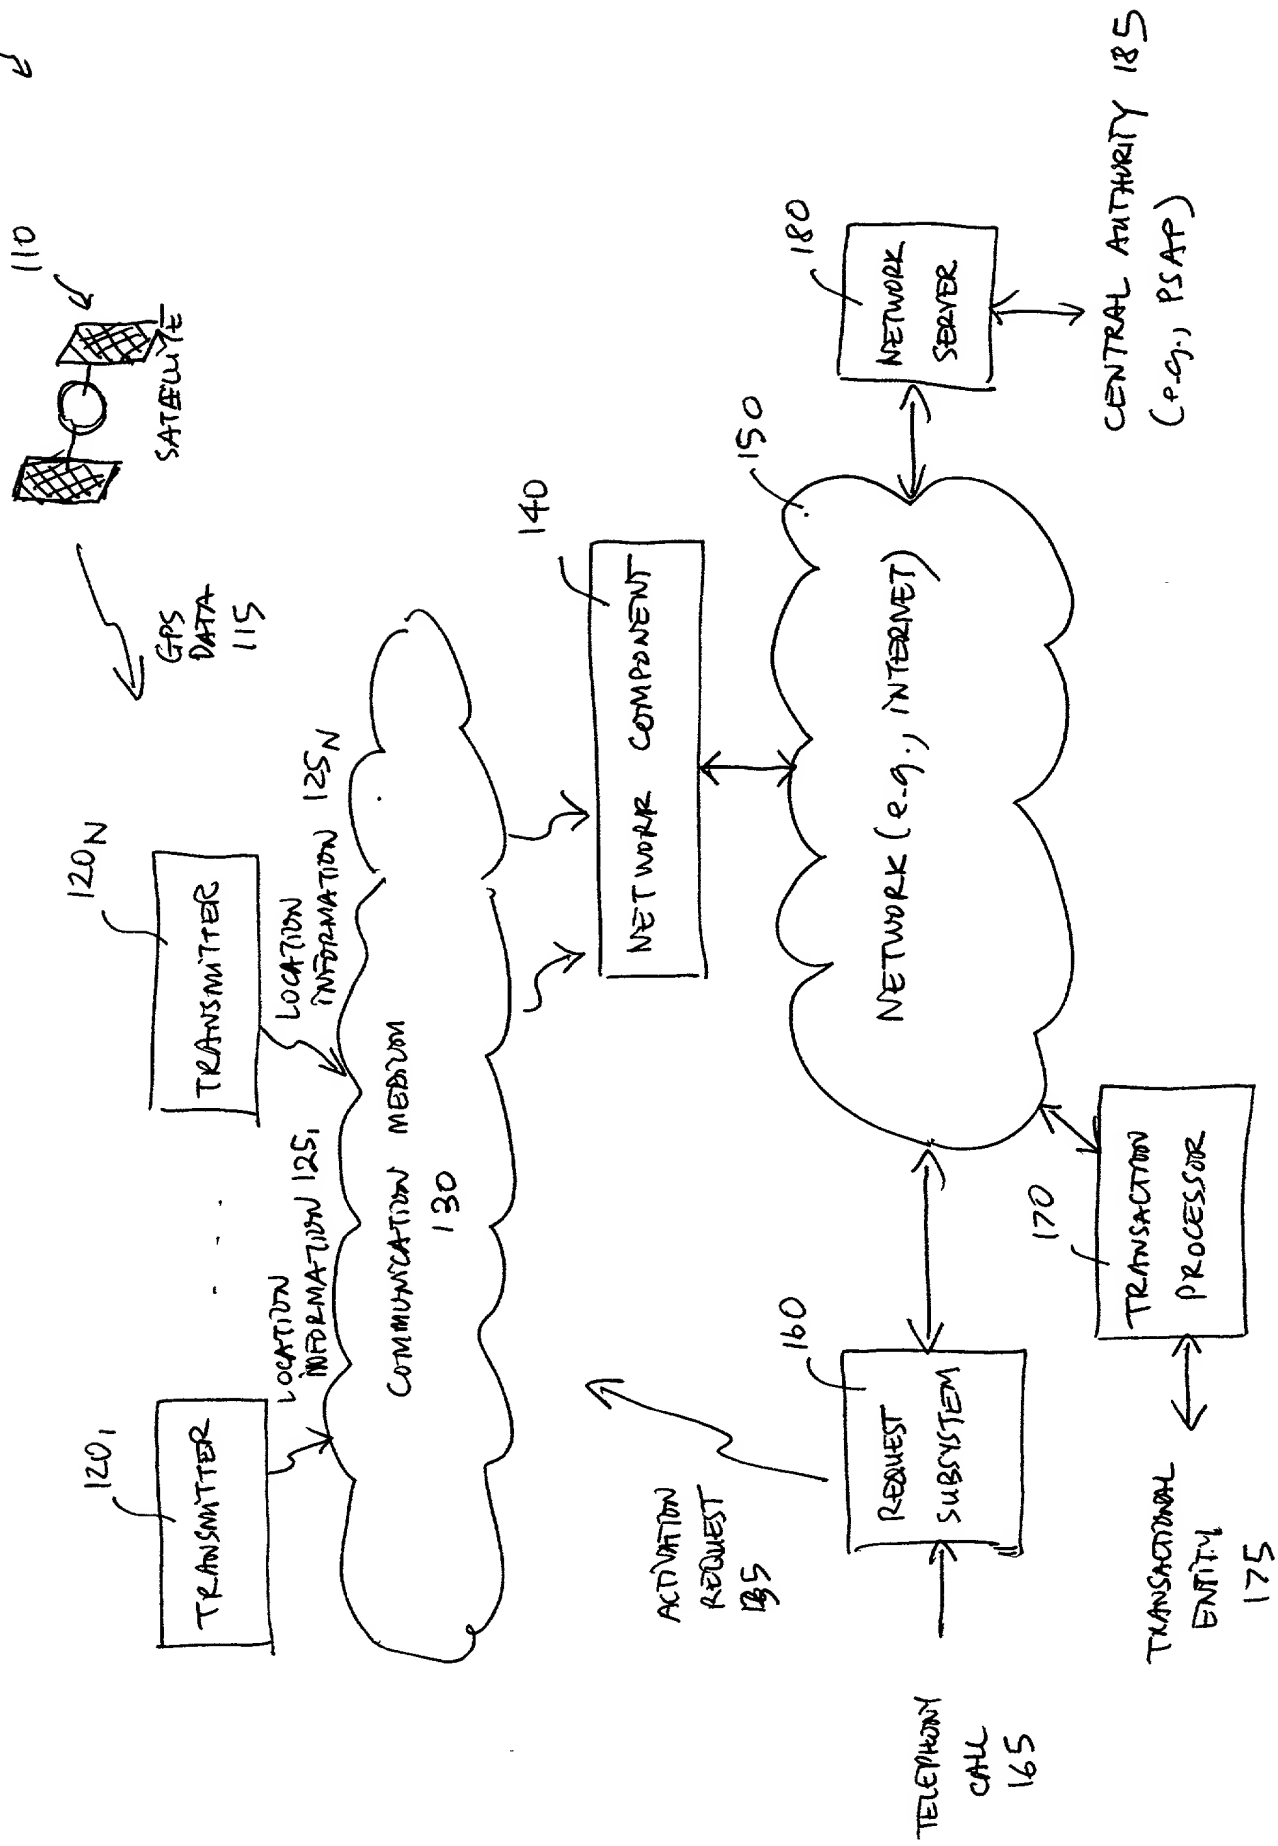 110
SATELLITE
GPS
DATA
115
120₁
TRANSMITTER
. . .
120N
TRANSMITTER
LOCATION
INFORMATION 125₁
LOCATION
INFORMATION 125N
COMMUNICATION MEDIUM
130
140
NETWORK COMPONENT
ACTIVATION
REQUEST
150
NETWORK (e.g., INTERNET)
160
REQUEST
SUBSYSTEM
180
NETWORK
SERVER
TELEPHONY
CALL
165
170
TRANSACTION
PROCESSOR
CENTRAL AUTHORITY 185
(e.g., PSAP)
TRANSACTIONAL
ENTITY
175